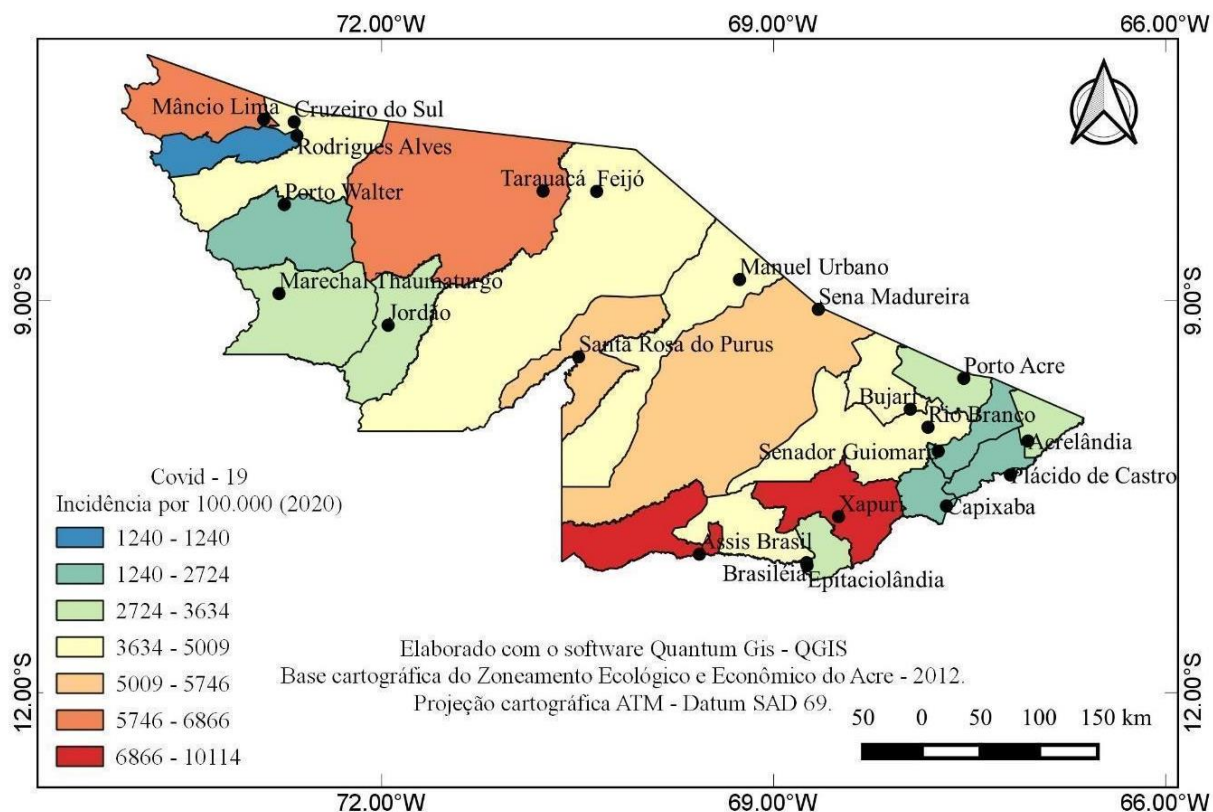 72.00°W
69.00°W
66.00°W
Mâncio Lima
Cruzeiro do Sul
Rodrigues Alves
Tarauacá
Feijó
Porto Walter
Manuel Urbano
Marechal Thaumaturgo
Sena Madureira
9.00°S
9.00°S
Jordão
Santa Rosa do Purus
Porto Acre
Bujari
Rio Branco
Acrelândia
Senador Guiomard
Plácido de Castro
Xapuri
Capixaba
Assis Brasil
Brasiléia
Epitaciolândia
Covid - 19
Incidência por 100.000 (2020)
1240 - 1240
1240 - 2724
2724 - 3634
3634 - 5009
5009 - 5746
5746 - 6866
6866 - 10114
Elaborado com o software Quantum Gis - QGIS
Base cartográfica do Zoneamento Ecológico e Econômico do Acre - 2012.
Projeção cartográfica ATM - Datum SAD 69.
50 0 50 100 150 km
12.00°S
12.00°S
72.00°W
69.00°W
66.00°W